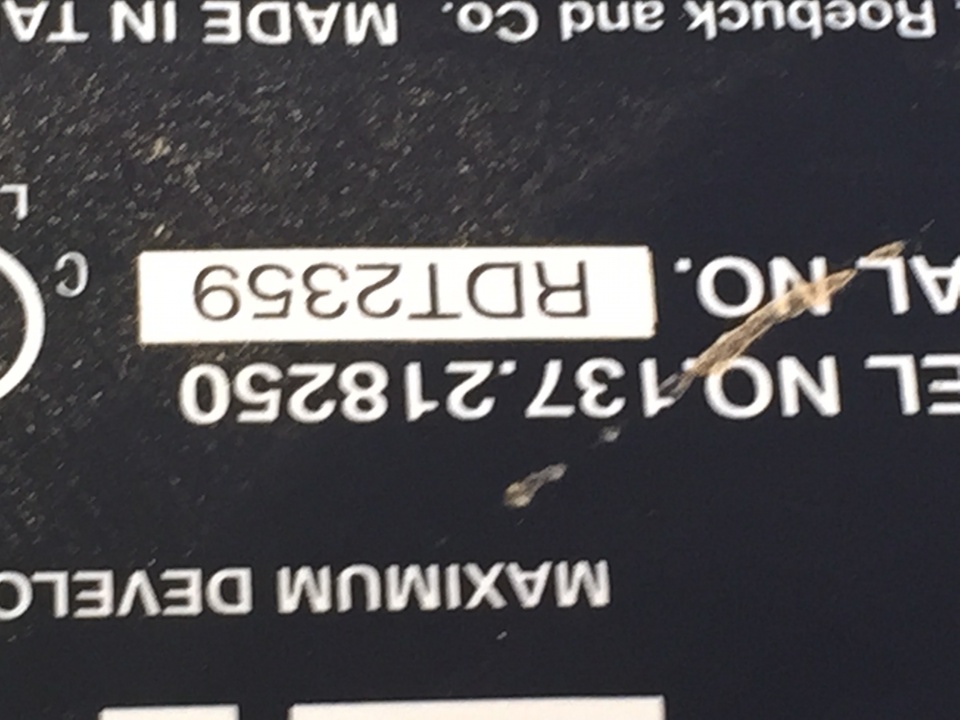 MAXIMUM DEVELO
EL NO.137.218250
AL NO. RDT2359
C
L
Roebuck and Co. MADE IN TA